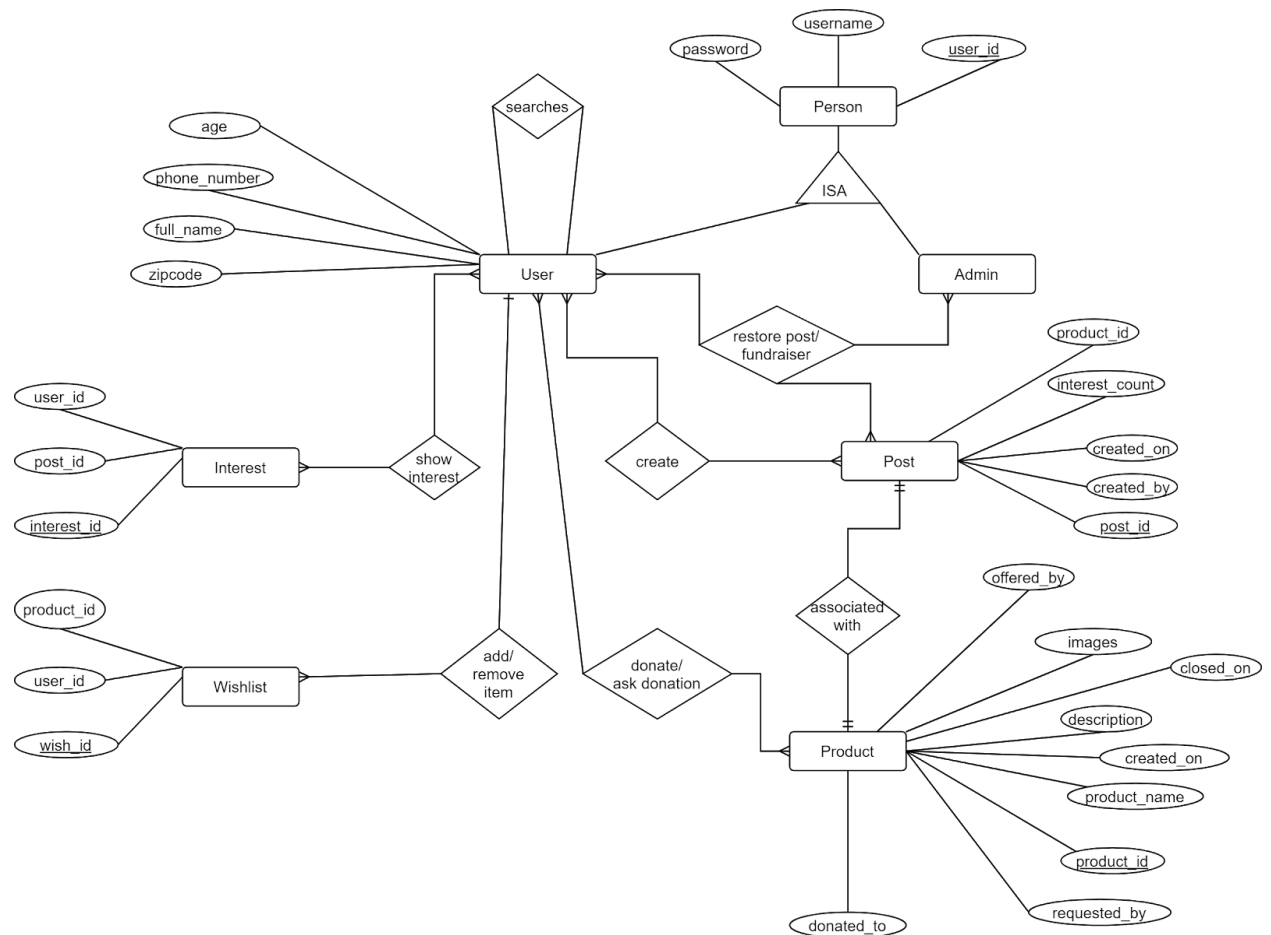 username
password
user_id
Person
searches
age
ISA
phone_number
full_name
zipcode
User
Admin
restore post/
fundraiser
product_id
interest_count
user_id
post_id
Interest
interest_id
show
interest
create
Post
created_on
created_by
post_id
product_id
user_id
Wishlist
wish_id
add/
remove
item
donate/
ask donation
associated
with
offered_by
images
closed_on
description
created_on
Product
product_name
product_id
requested_by
donated_to